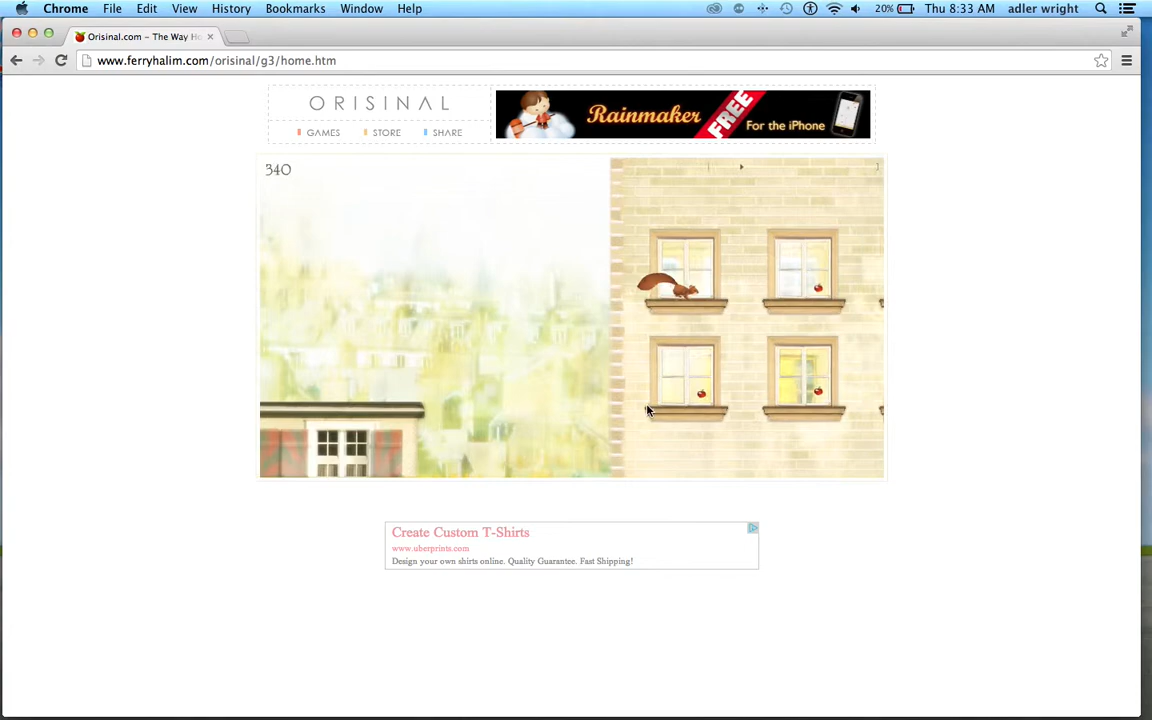 Chrome File Edit View History Bookmarks Window Help 20% Thu 8:33 AM adler wright
Orisinal.com – The Way Ho
www.ferryhalim.com/orisinal/g3/home.htm
ORISINAL
GAMES STORE SHARE
Rainmaker FREE For the iPhone
340
Create Custom T-Shirts
www.uberprints.com
Design your own shirts online. Quality Guarantee. Fast Shipping!